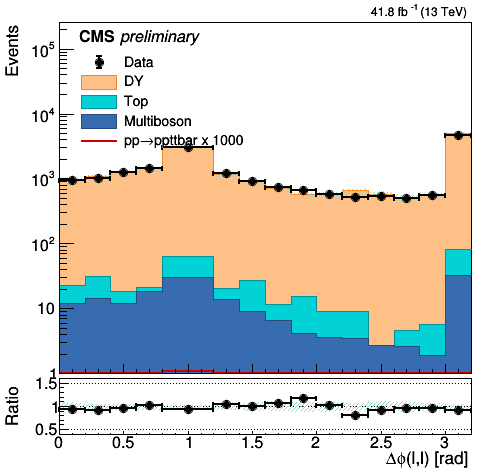 41.8 fb⁻¹ (13 TeV)
Events
CMS preliminary
Data
DY
Top
Multiboson
pp→ppttbar x 1000
10⁵
10⁴
10³
10²
10
1
Ratio
1.5
1
0.5
0 0.5 1 1.5 2 2.5 3
Δϕ(l,l) [rad]